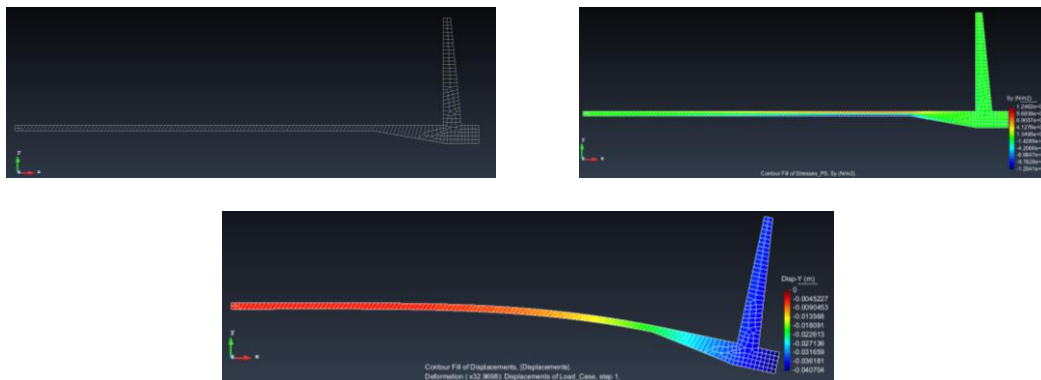 y
x
y
x
Sy (N/m2)
Contour Fill of Stresses_PS, Sy (N/m2).
Disp-Y (m)
0
-0.0045227
-0.0090453
-0.013568
-0.018091
-0.022613
-0.027136
-0.031659
-0.036181
-0.040704
y
x
Contour Fill of Displacements, |Displacements|.
Deformation ( x32.9698): Displacements of Load_Case, step 1.